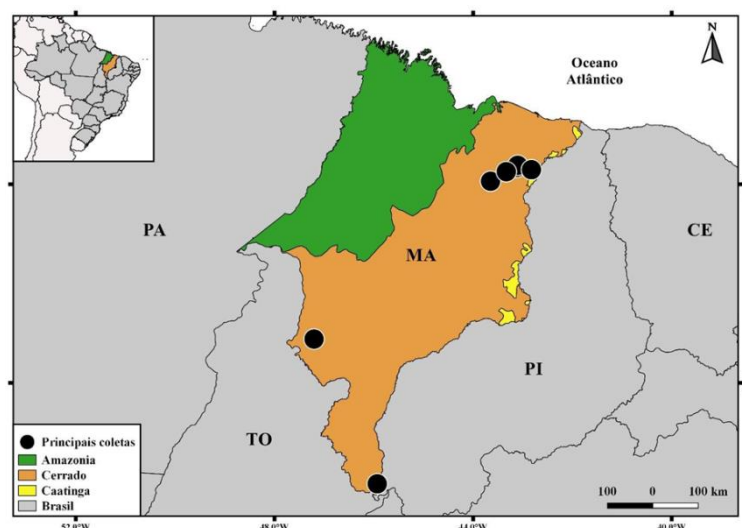 N
Oceano
Atlântico
PA
MA
CE
PI
TO
Principais coletas
Amazonia
Cerrado
Caatinga
Brasil
100 0 100 km